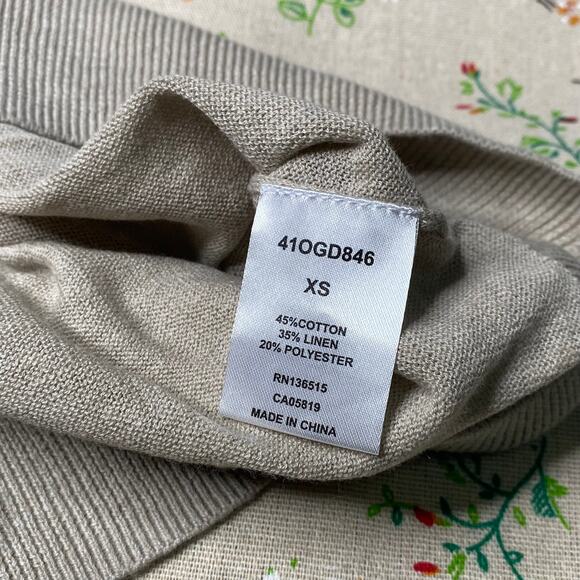 41OGD846
XS
45%COTTON
35% LINEN
20% POLYESTER
RN136515
CA05819
MADE IN CHINA